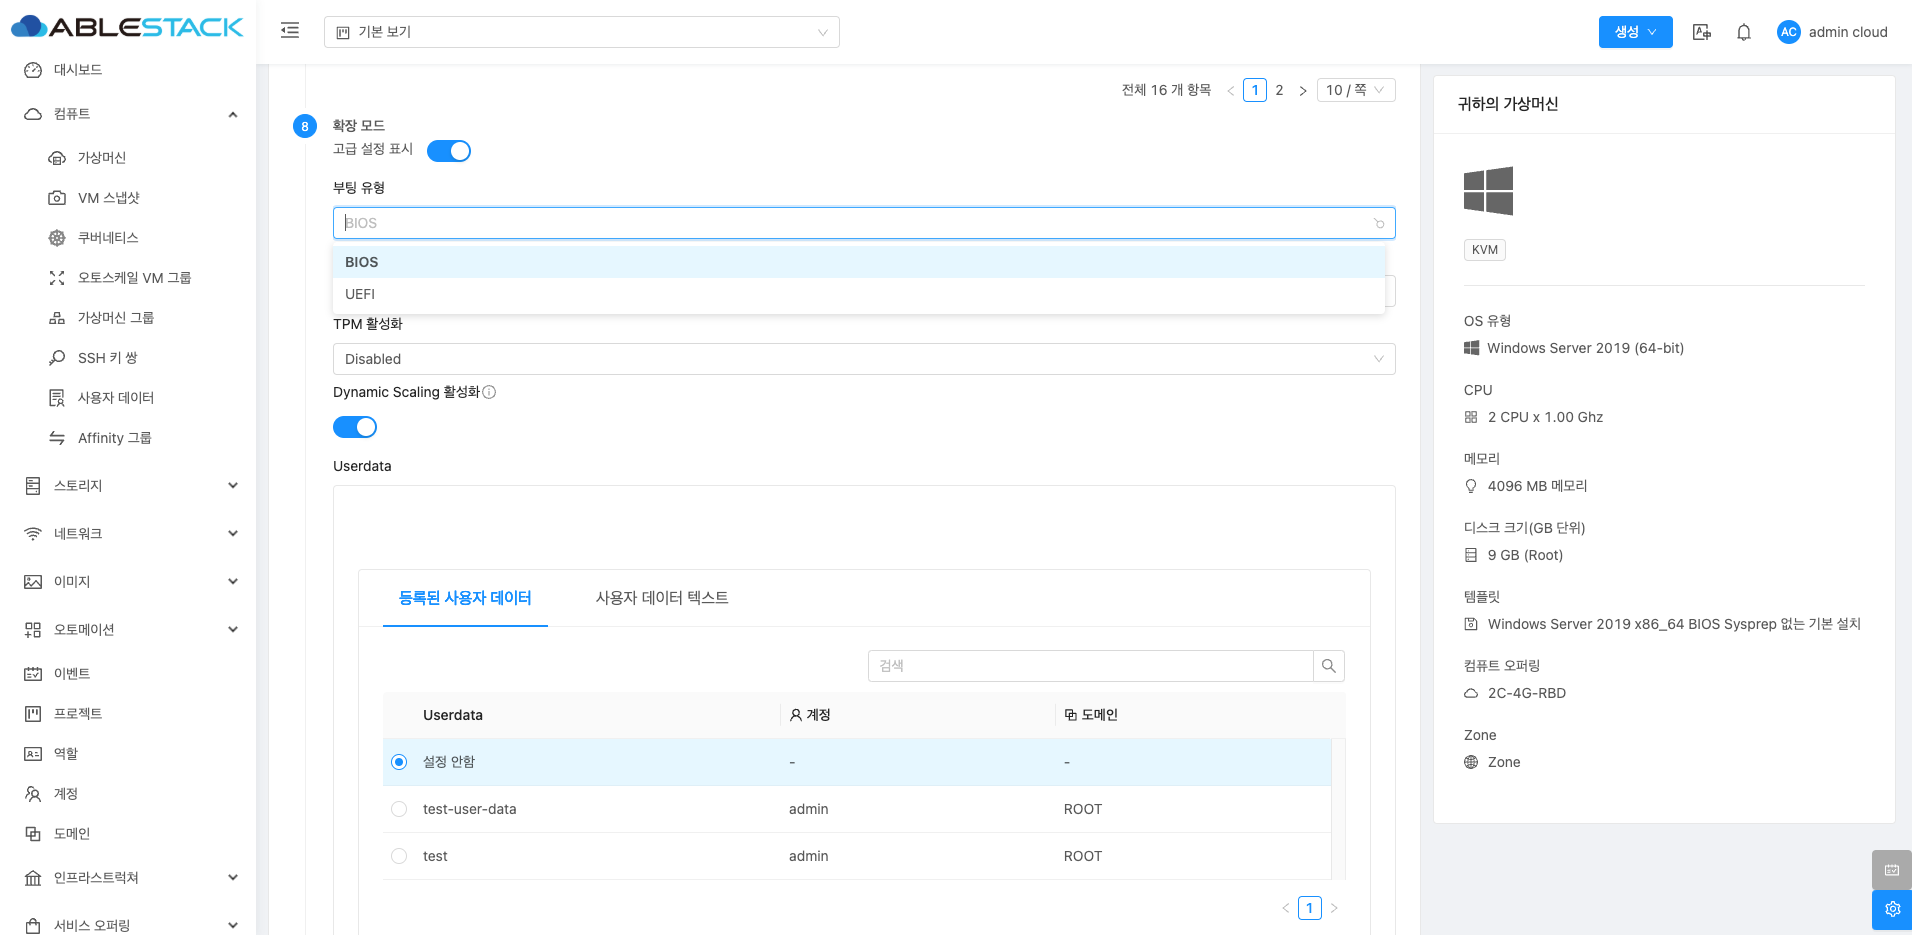 ABLESTACK
기본 보기
생성
AC
admin cloud
대시보드
컴퓨트
가상머신
VM 스냅샷
쿠버네티스
오토스케일 VM 그룹
가상머신 그룹
SSH 키 쌍
사용자 데이터
Affinity 그룹
스토리지
네트워크
이미지
오토메이션
이벤트
프로젝트
역할
계정
도메인
인프라스트럭쳐
서비스 오퍼링
전체 16 개 항목
1
2
10 / 쪽
8
확장 모드
고급 설정 표시
부팅 유형
BIOS
BIOS
UEFI
TPM 활성화
Disabled
Dynamic Scaling 활성화
Userdata
등록된 사용자 데이터
사용자 데이터 텍스트
검색
Userdata
계정
도메인
설정 안함
-
-
test-user-data
admin
ROOT
test
admin
ROOT
1
귀하의 가상머신
KVM
OS 유형
Windows Server 2019 (64-bit)
CPU
2 CPU x 1.00 Ghz
메모리
4096 MB 메모리
디스크 크기(GB 단위)
9 GB (Root)
템플릿
Windows Server 2019 x86_64 BIOS Sysprep 없는 기본 설치
컴퓨트 오퍼링
2C-4G-RBD
Zone
Zone